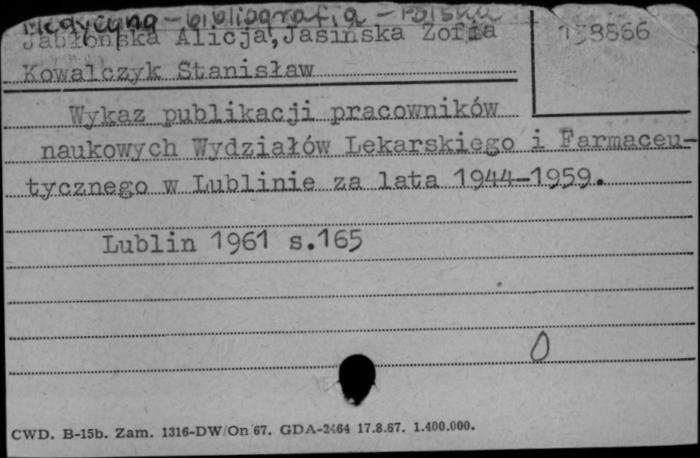 Medycyna - bibliografia - Polska
Jabłońska Alicja, Jasińska Zofia
Kowalczyk Stanisław
Wykaz publikacji pracowników
naukowych Wydziałów Lekarskiego i Farmaceu-
tycznego w Lublinie za lata 1944-1959.
Lublin 1961 s.165
0
CWD. B-15b. Zam. 1316-DW/On 67. GDA-2464 17.8.67. 1.400.000.